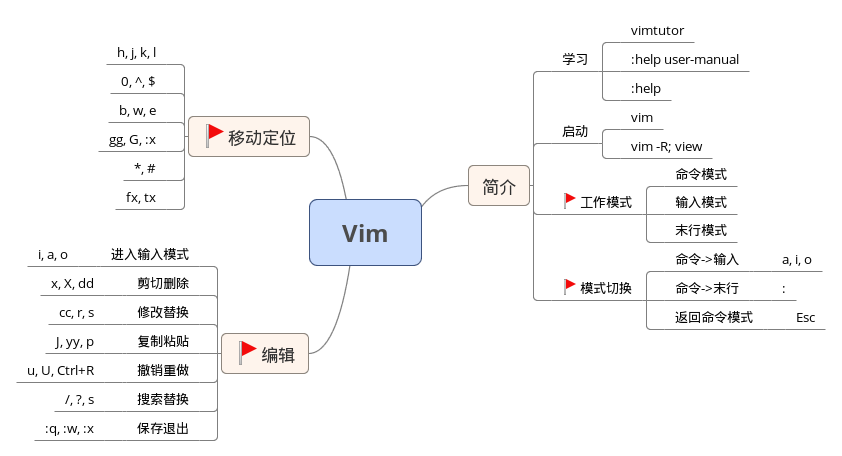 Vim
简介
学习
vimtutor
:help user-manual
:help
启动
vim
vim -R; view
工作模式
命令模式
输入模式
末行模式
模式切换
命令->输入
a, i, o
命令->末行
:
返回命令模式
Esc
移动定位
h, j, k, l
0, ^, $
b, w, e
gg, G, :x
*, #
fx, tx
编辑
进入输入模式
i, a, o
剪切删除
x, X, dd
修改替换
cc, r, s
复制粘贴
J, yy, p
撤销重做
u, U, Ctrl+R
搜索替换
/, ?, s
保存退出
:q, :w, :x